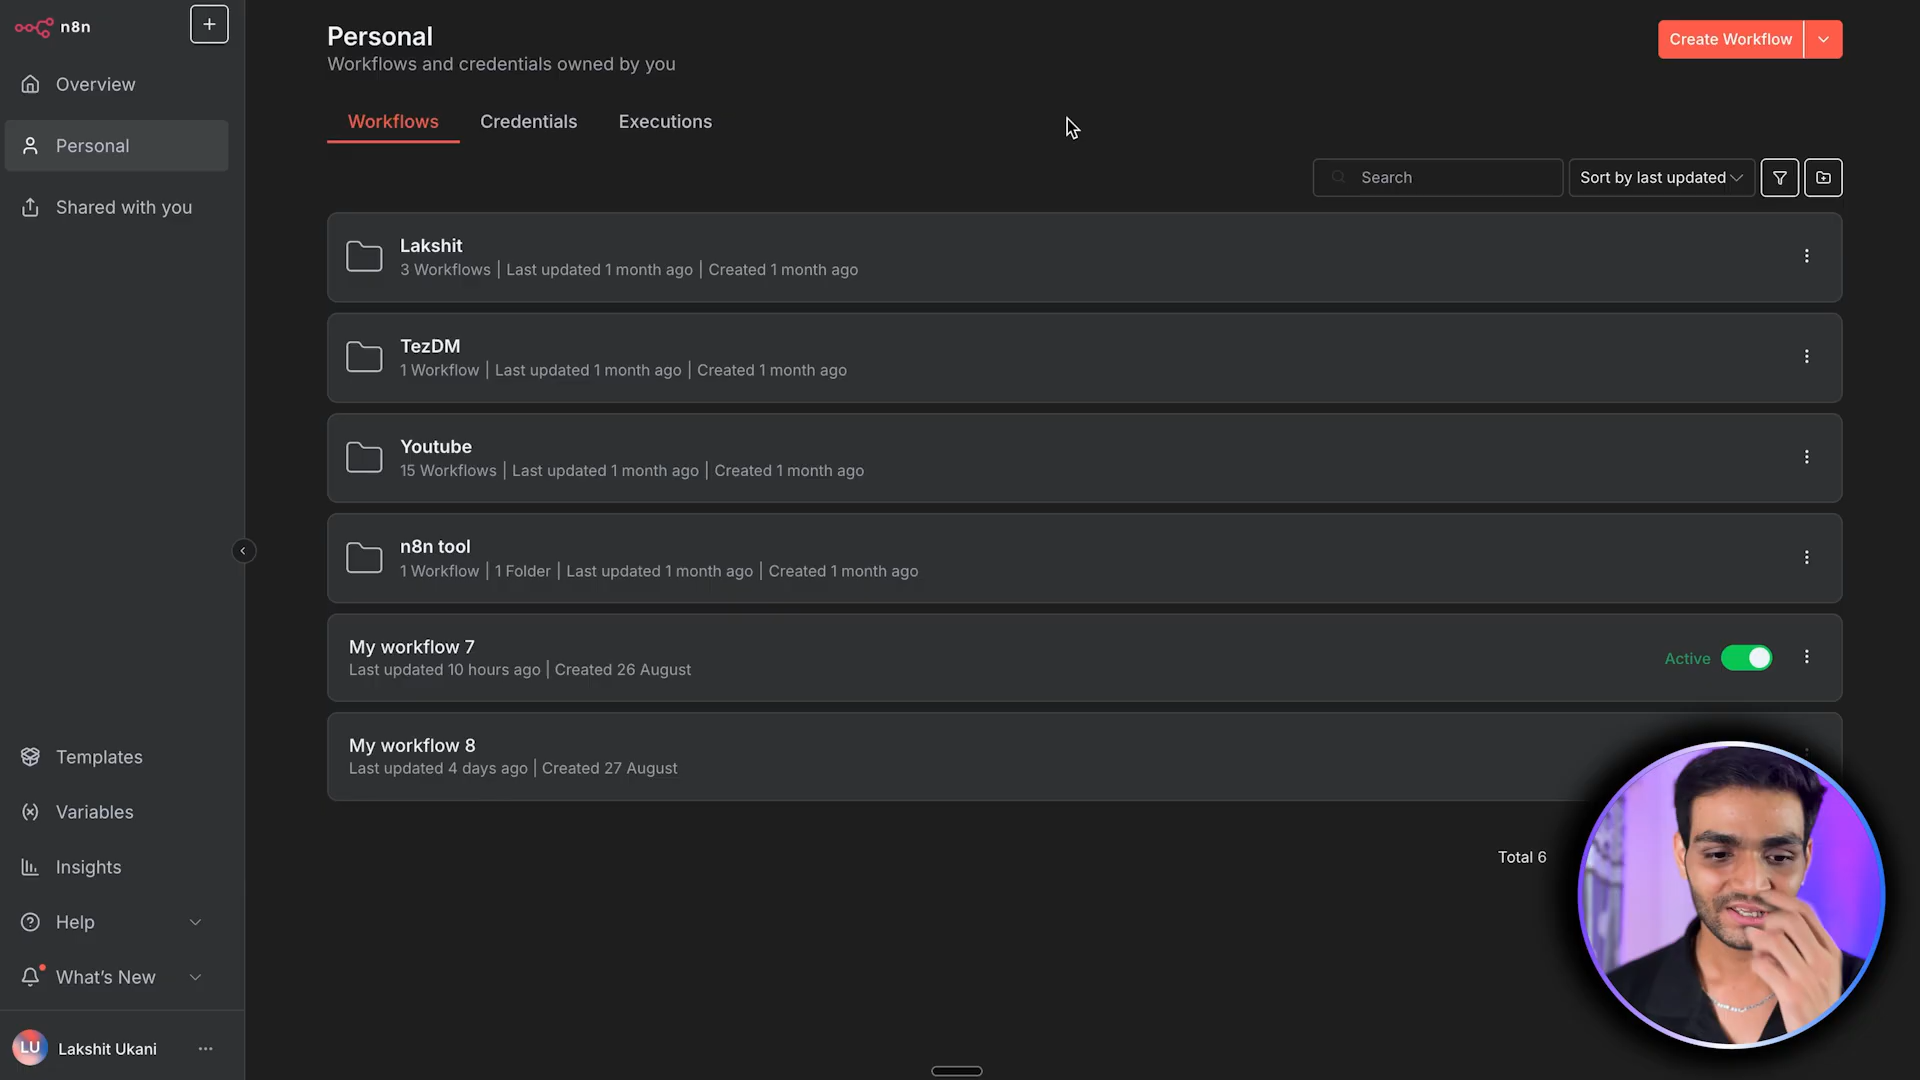 n8n
+
Overview
Personal
Shared with you
Templates
Variables
Insights
Help
What's New
LU
Lakshit Ukani
Personal
Workflows and credentials owned by you
Create Workflow
Workflows
Credentials
Executions
Search
Sort by last updated
Lakshit
3 Workflows | Last updated 1 month ago | Created 1 month ago
TezDM
1 Workflow | Last updated 1 month ago | Created 1 month ago
Youtube
15 Workflows | Last updated 1 month ago | Created 1 month ago
n8n tool
1 Workflow | 1 Folder | Last updated 1 month ago | Created 1 month ago
My workflow 7
Last updated 10 hours ago | Created 26 August
Active
My workflow 8
Last updated 4 days ago | Created 27 August
Total 6